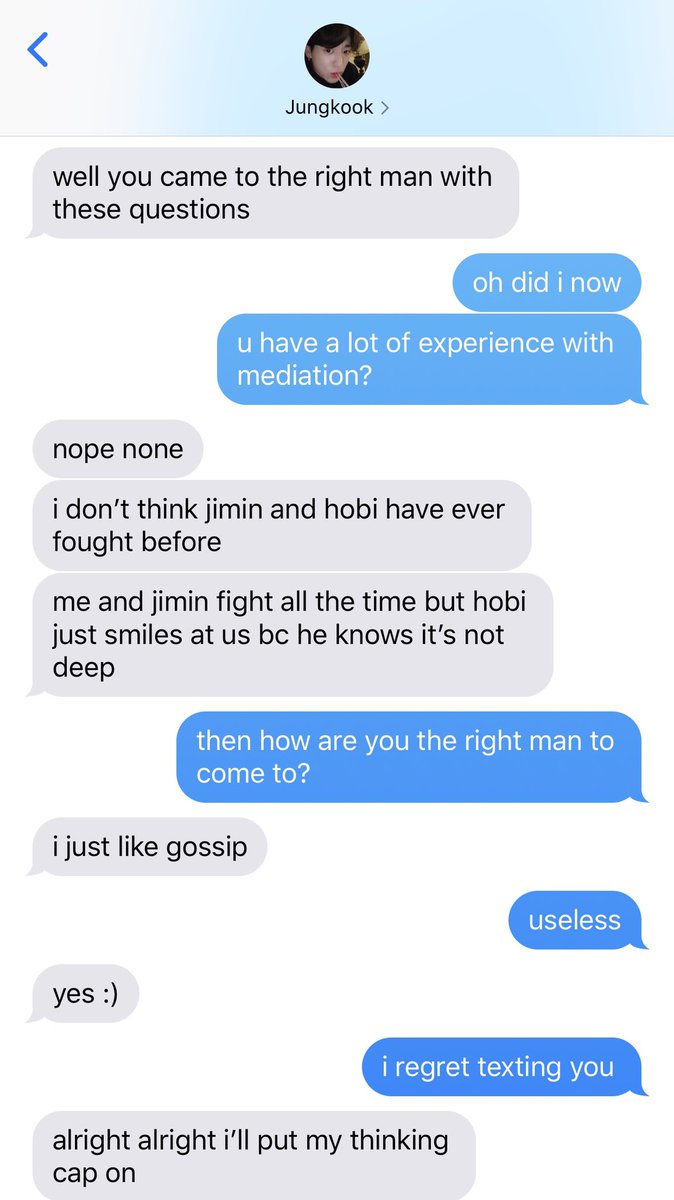 Jungkook
well you came to the right man with
these questions
oh did i now
u have a lot of experience with
mediation?
nope none
i don’t think jimin and hobi have ever
fought before
me and jimin fight all the time but hobi
just smiles at us bc he knows it’s not
deep
then how are you the right man to
come to?
i just like gossip
useless
yes :)
i regret texting you
alright alright i’ll put my thinking
cap on